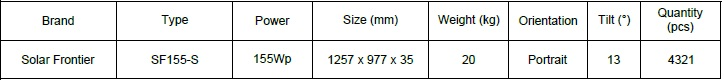 Brand Type Power Size (mm) Weight (kg) Orientation Tilt (°) Quantity (pcs)
Solar Frontier SF155-S 155Wp 1257 x 977 x 35 20 Portrait 13 4321